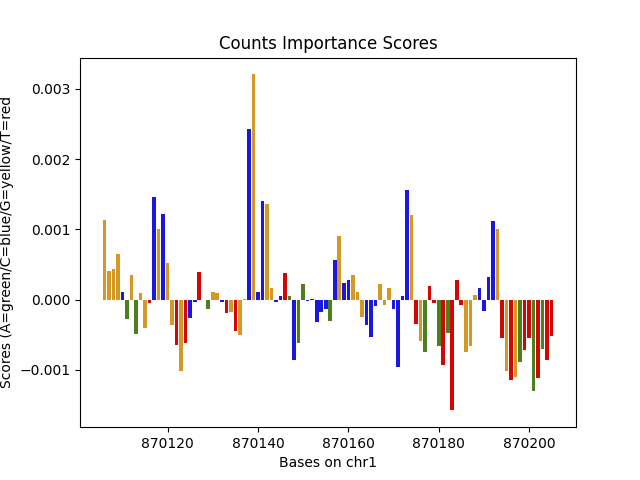 Counts Importance Scores
Scores (A=green/C=blue/G=yellow/T=red
0.003
0.002
0.001
0.000
−0.001
870120 870140 870160 870180 870200
Bases on chr1